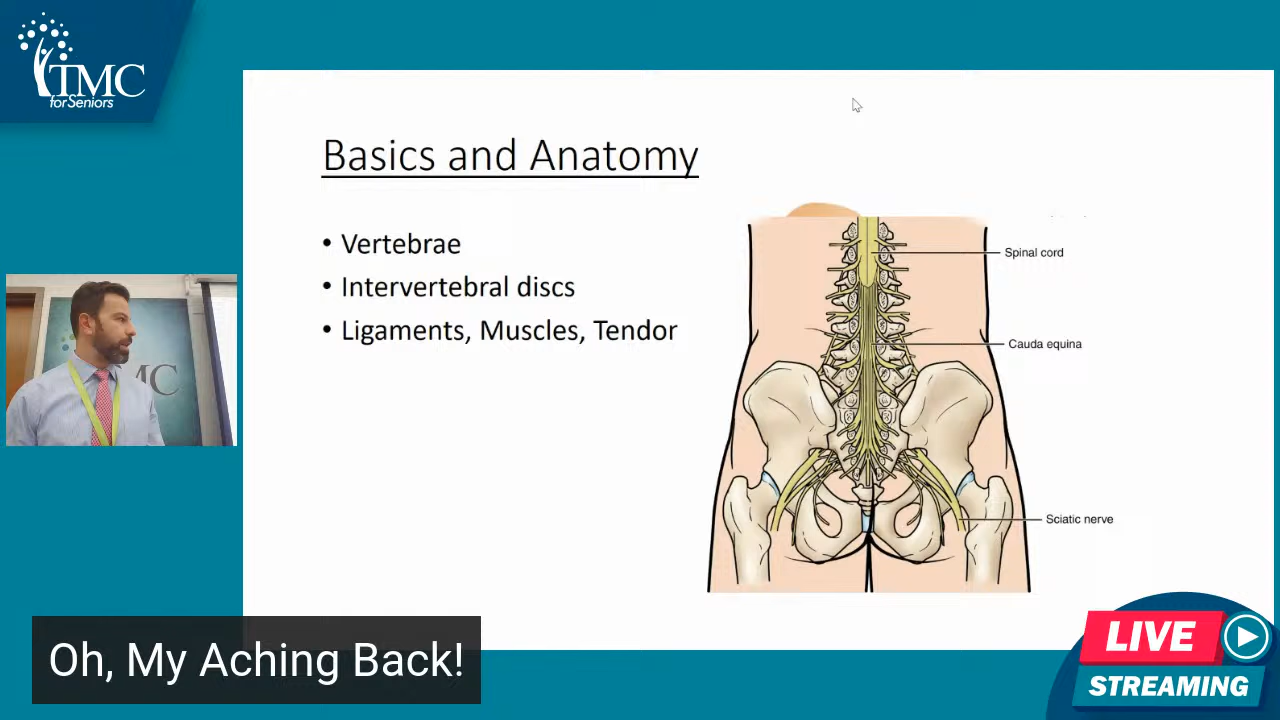 TMC
for Seniors
Basics and Anatomy
• Vertebrae
• Intervertebral discs
• Ligaments, Muscles, Tendor
Spinal cord
Cauda equina
Sciatic nerve
MC
Oh, My Aching Back!
LIVE
STREAMING